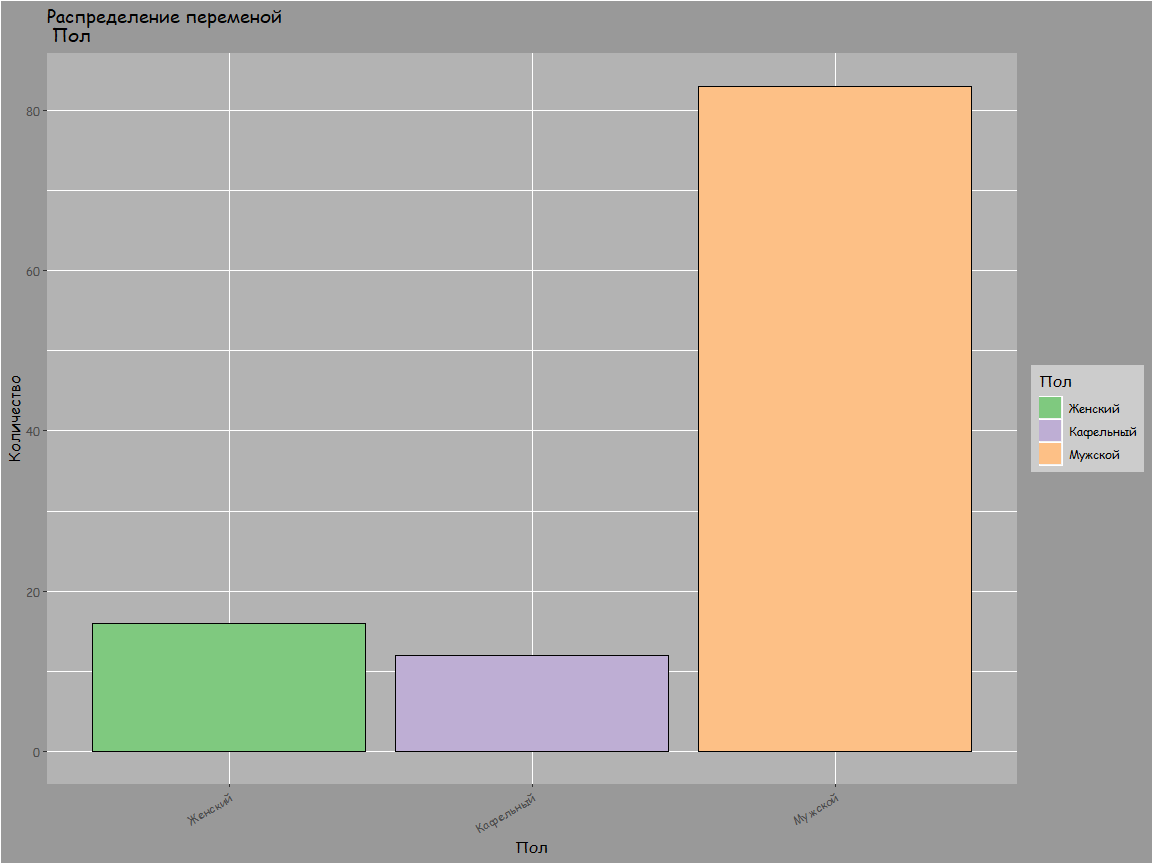 Распределение переменой
Пол
80
60
40
20
0
Количество
Женский
Кафельный
Мужской
Пол
Пол
Женский
Кафельный
Мужской